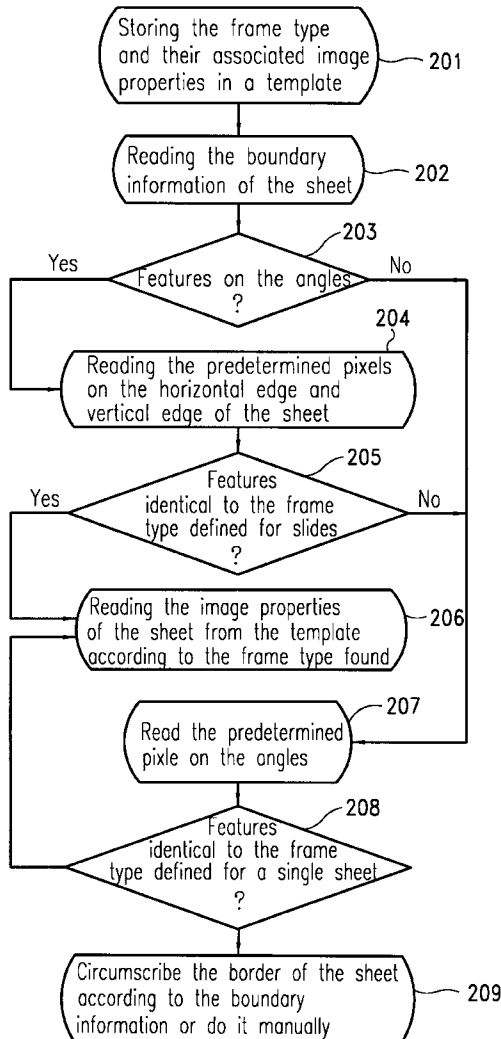 Storing the frame type
and their associated image
properties in a template
201
Reading the boundary
information of the sheet
202
203
Yes
Features on the angles
?
No
204
Reading the predetermined pixels
on the horizontal edge and
vertical edge of the sheet
205
Yes
Features
identical to the frame
type defined for slides
?
No
Reading the image properties
of the sheet from the template
according to the frame type found
206
207
Read the predetermined
pixle on the angles
208
Features
identical to the frame
type defined for a single sheet
?
Circumscribe the border of the sheet
according to the boundary
information or do it manually
209